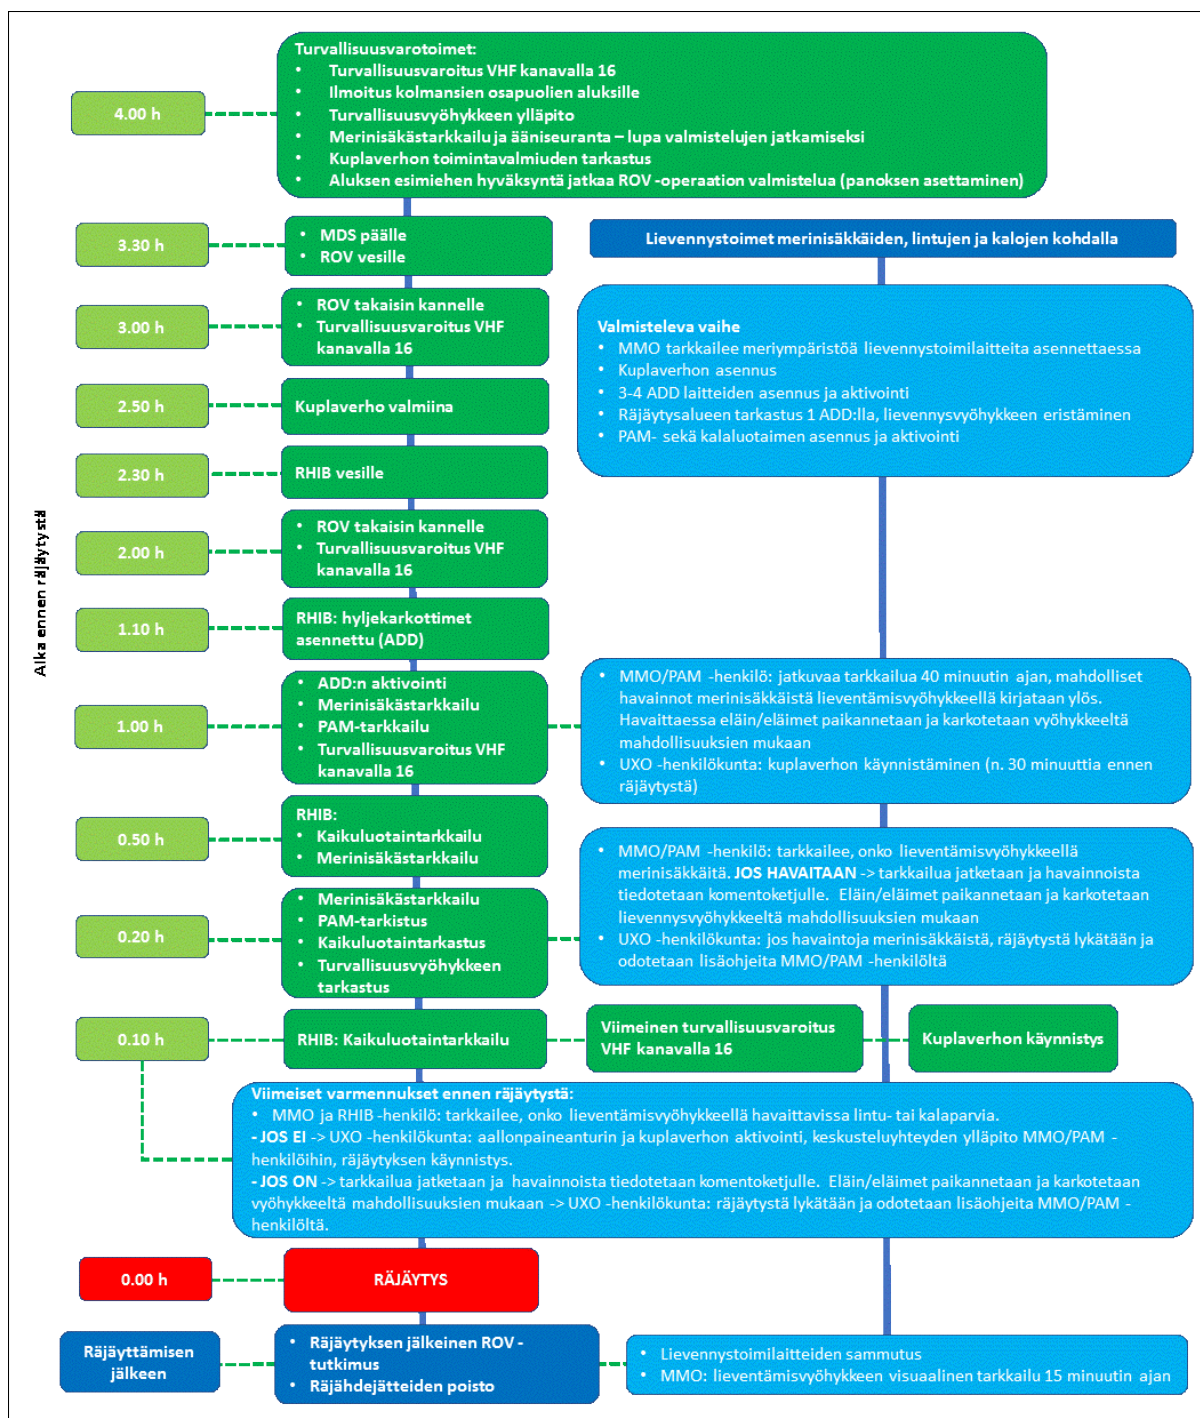 Aika ennen räjäytystä
4.00 h
Turvallisuusvarotoimet:
• Turvallisuusvaroitus VHF kanavalla 16
• Ilmoitus kolmansien osapuolien aluksille
• Turvallisuusvyöhykkeen ylläpito
• Merinisäkästarkkailu ja ääniseuranta – lupa valmistelujen jatkamiseksi
• Kuplaverhon toimintavalmiuden tarkastus
• Aluksen esimiehen hyväksyntä jatkaa ROV -operaation valmistelua (panoksen asettaminen)
3.30 h
• MDS päälle
• ROV vesille
Lievennystoimet merinisäkkäiden, lintujen ja kalojen kohdalla
3.00 h
• ROV takaisin kannelle
• Turvallisuusvaroitus VHF
kanavalla 16
Valmisteleva vaihe
• MMO tarkkailee meriympäristöä lievennystoimilaitteita asennettaessa
• Kuplaverhon asennus
• 3-4 ADD laitteiden asennus ja aktivointi
• Räjäytysalueen tarkastus 1 ADD:lla, lievennysvyöhykkeen eristäminen
• PAM- sekä kalaluotaimen asennus ja aktivointi
2.50 h
Kuplaverho valmiina
2.30 h
RHIB vesille
2.00 h
• ROV takaisin kannelle
• Turvallisuusvaroitus VHF
kanavalla 16
1.10 h
RHIB: hyljekarkottimet
asennettu (ADD)
1.00 h
• ADD:n aktivointi
• Merinisäkästarkkailu
• PAM-tarkkailu
• Turvallisuusvaroitus VHF
kanavalla 16
• MMO/PAM -henkilö: jatkuvaa tarkkailua 40 minuutin ajan, mahdolliset
havainnot merinisäkkäistä lieventämisvyöhykkeellä kirjataan ylös.
Havaittaessa eläin/eläimet paikannetaan ja karkotetaan vyöhykkeeltä
mahdollisuuksien mukaan
• UXO -henkilökunta: kuplaverhon käynnistäminen (n. 30 minuuttia ennen
räjäytystä)
0.50 h
RHIB:
• Kaikuluotaintarkkailu
• Merinisäkästarkkailu
0.20 h
• Merinisäkästarkkailu
• PAM-tarkistus
• Kaikuluotaintarkastus
• Turvallisuusvyöhykkeen
tarkastus
• MMO/PAM -henkilö: tarkkailee, onko lieventämisvyöhykkeellä
merinisäkkäitä. JOS HAVAITAAN -> tarkkailua jatketaan ja havainnoista
tiedotetaan komentoketjulle. Eläin/eläimet paikannetaan ja karkotetaan
lievennysvyöhykkeeltä mahdollisuuksien mukaan
• UXO -henkilökunta: jos havaintoja merinisäkkäistä, räjäytystä lykätään ja
odotetaan lisäohjeita MMO/PAM -henkilöltä
0.10 h
RHIB: Kaikuluotaintarkkailu
Viimeinen turvallisuusvaroitus
VHF kanavalla 16
Kuplaverhon käynnistys
Viimeiset varmennukset ennen räjäytystä:
• MMO ja RHIB -henkilö: tarkkailee, onko lieventämisvyöhykkeellä havaittavissa lintu- tai kalaparvia.
- JOS EI -> UXO -henkilökunta: aallonpaineanturin ja kuplaverhon aktivointi, keskusteluyhteyden ylläpito MMO/PAM -
henkilöihin, räjäytyksen käynnistys.
- JOS ON -> tarkkailua jatketaan ja havainnoista tiedotetaan komentoketjulle. Eläin/eläimet paikannetaan ja karkotetaan
vyöhykkeeltä mahdollisuuksien mukaan -> UXO -henkilökunta: räjäytystä lykätään ja odotetaan lisäohjeita MMO/PAM -
henkilöltä.
0.00 h
RÄJÄYTYS
Räjäyttämisen
jälkeen
• Räjäytyksen jälkeinen ROV -
tutkimus
• Räjähdejätteiden poisto
• Lievennystoimilaitteiden sammutus
• MMO: lieventämisvyöhykkeen visuaalinen tarkkailu 15 minuutin ajan